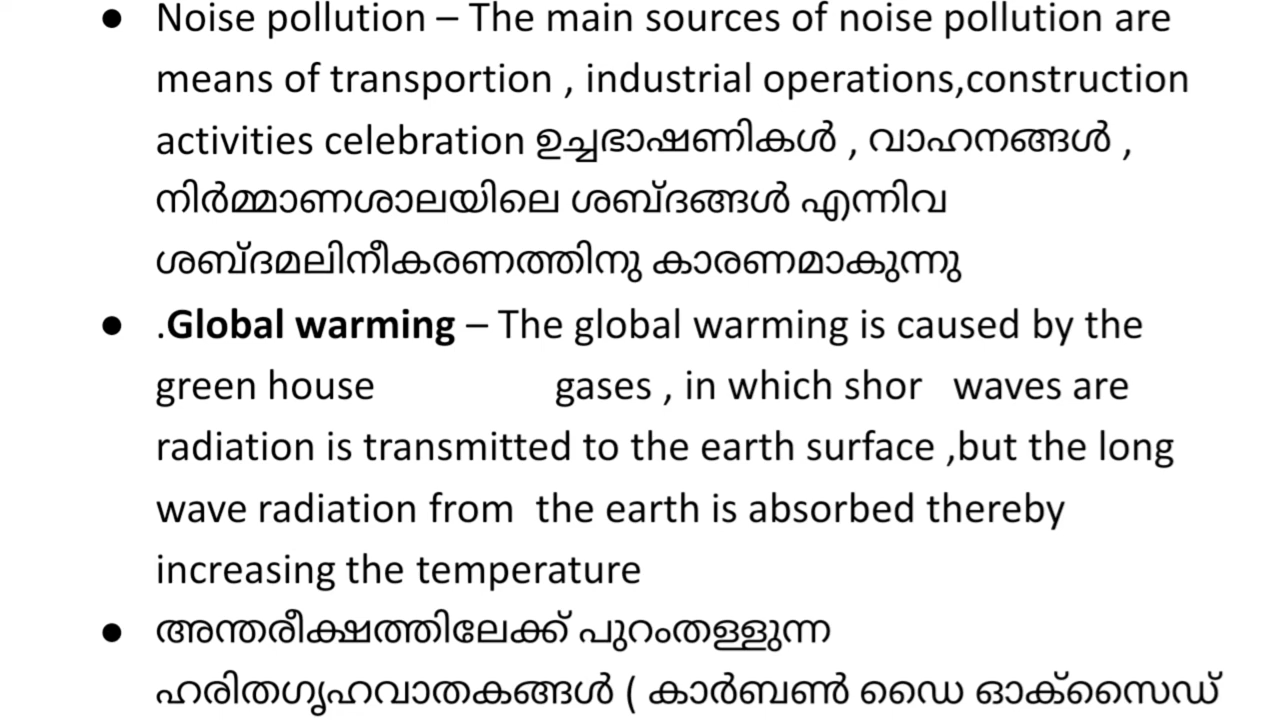 ● Noise pollution – The main sources of noise pollution are
means of transportion , industrial operations,construction
activities celebration ഉച്ചഭാഷണികൾ , വാഹനങ്ങൾ ,
നിർമ്മാണശാലയിലെ ശബ്ദങ്ങൾ എന്നിവ
ശബ്ദമലിനീകരണത്തിനു കാരണമാകുന്നു
● .Global warming – The global warming is caused by the
green house gases , in which shor waves are
radiation is transmitted to the earth surface ,but the long
wave radiation from the earth is absorbed thereby
increasing the temperature
● അന്തരീക്ഷത്തിലേക്ക് പുറംതള്ളുന്ന
ഹരിതഗൃഹവാതകങ്ങൾ ( കാർബൺ ഡൈ ഓക്സൈഡ്